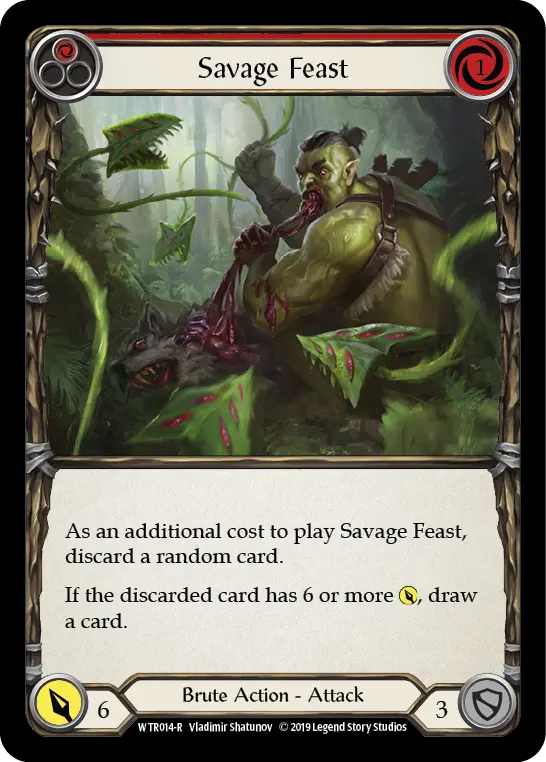 Savage Feast
1
As an additional cost to play Savage Feast,
discard a random card.
If the discarded card has 6 or more , draw
a card.
6
Brute Action - Attack
3
WTR014-R Vladimir Shatunov © 2019 Legend Story Studios